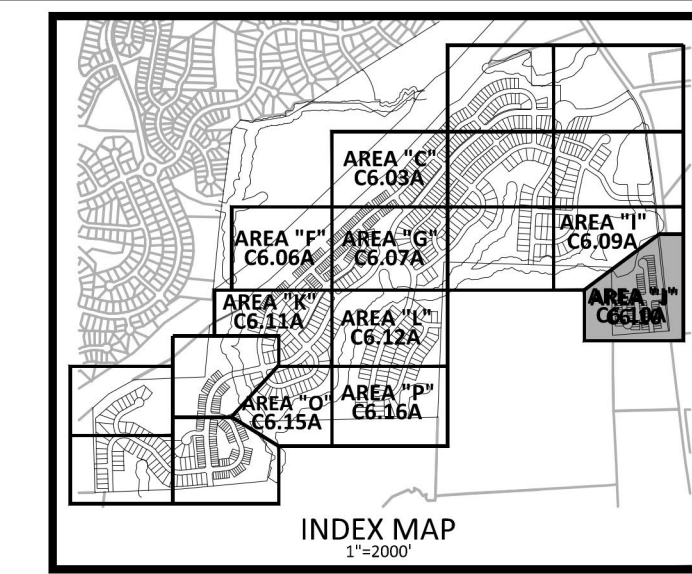 AREA "C"
C6.03A
AREA "F"
C6.06A
AREA "G"
C6.07A
AREA "I"
C6.09A
AREA "J"
AREA "K"
C6.11A
AREA "L"
C6.12A
AREA "O"
C6.15A
AREA "P"
C6.16A
INDEX MAP
1"=2000'